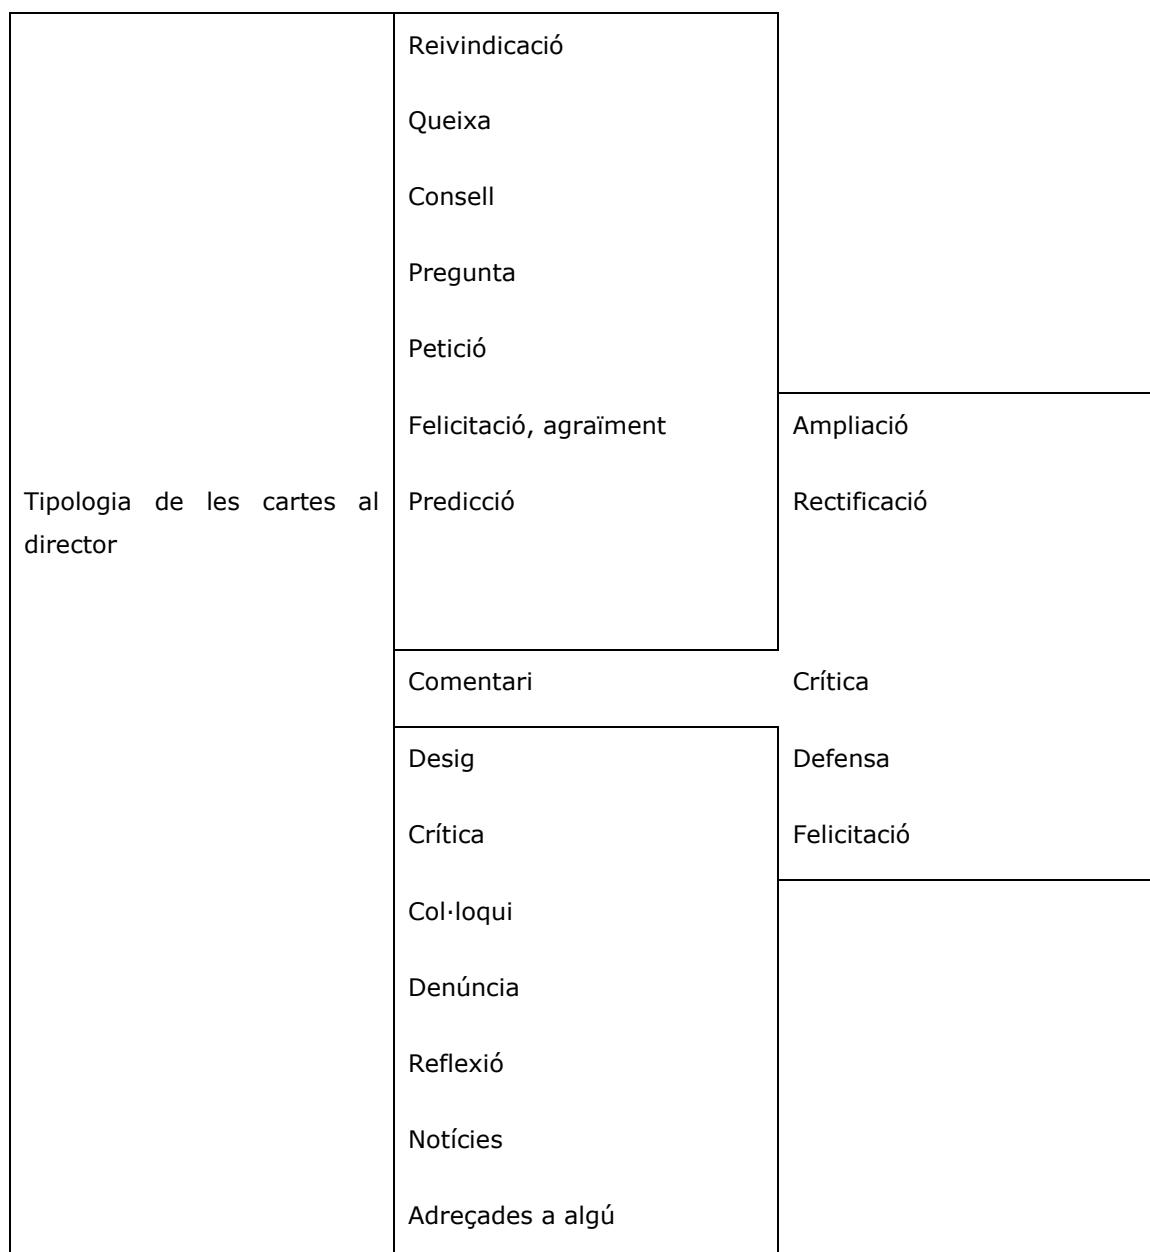 Reivindicació
Queixa
Consell
Pregunta
Petició
Felicitació, agraïment
Ampliació
Tipologia de les cartes al
director
Predicció
Rectificació
Comentari
Crítica
Desig
Defensa
Crítica
Felicitació
Col·loqui
Denúncia
Reflexió
Notícies
Adreçades a algú